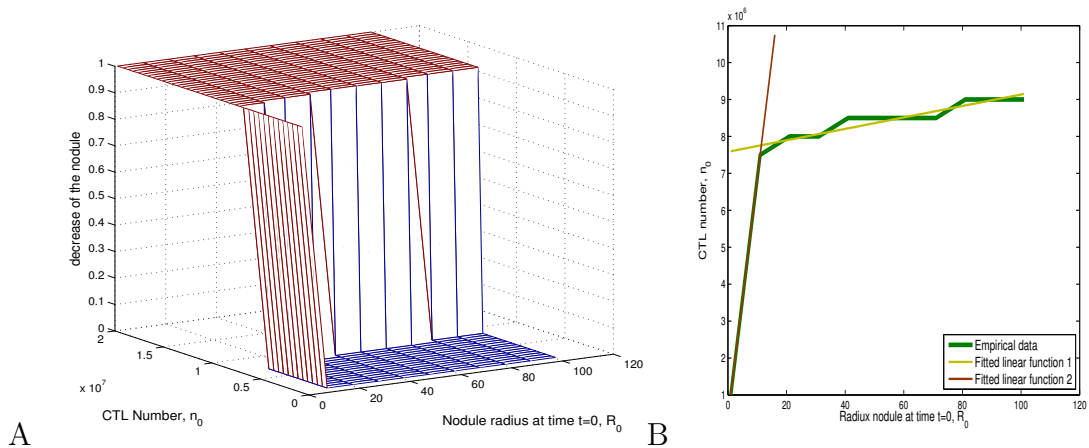 decrease of the nodule
1
0.9
0.8
0.7
0.6
0.5
0.4
0.3
0.2
0.1
0
2
1.5
1
0.5
0
x 10^7
CTL Number, n_o
0
20
40
60
80
100
120
Nodule radius at time t=0, R_0
A
x 10^6
11
10
9
8
7
6
5
4
3
2
1
CTL number, n_o
Empirical data
Fitted linear function 1
Fitted linear function 2
0 20 40 60 80 100 120
Radiux nodule at time t=0, R_0
B